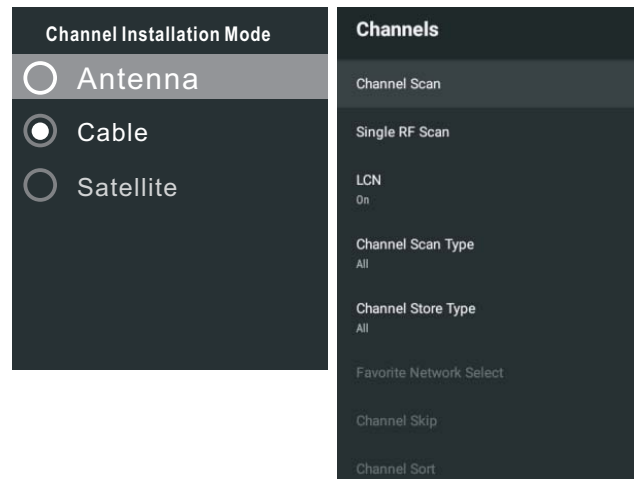 Channel Installation Mode
Antenna
Cable
Satellite
Channels
Channel Scan
Single RF Scan
LCN
On
Channel Scan Type
All
Channel Store Type
All
Favorite Network Select
Channel Skip
Channel Sort